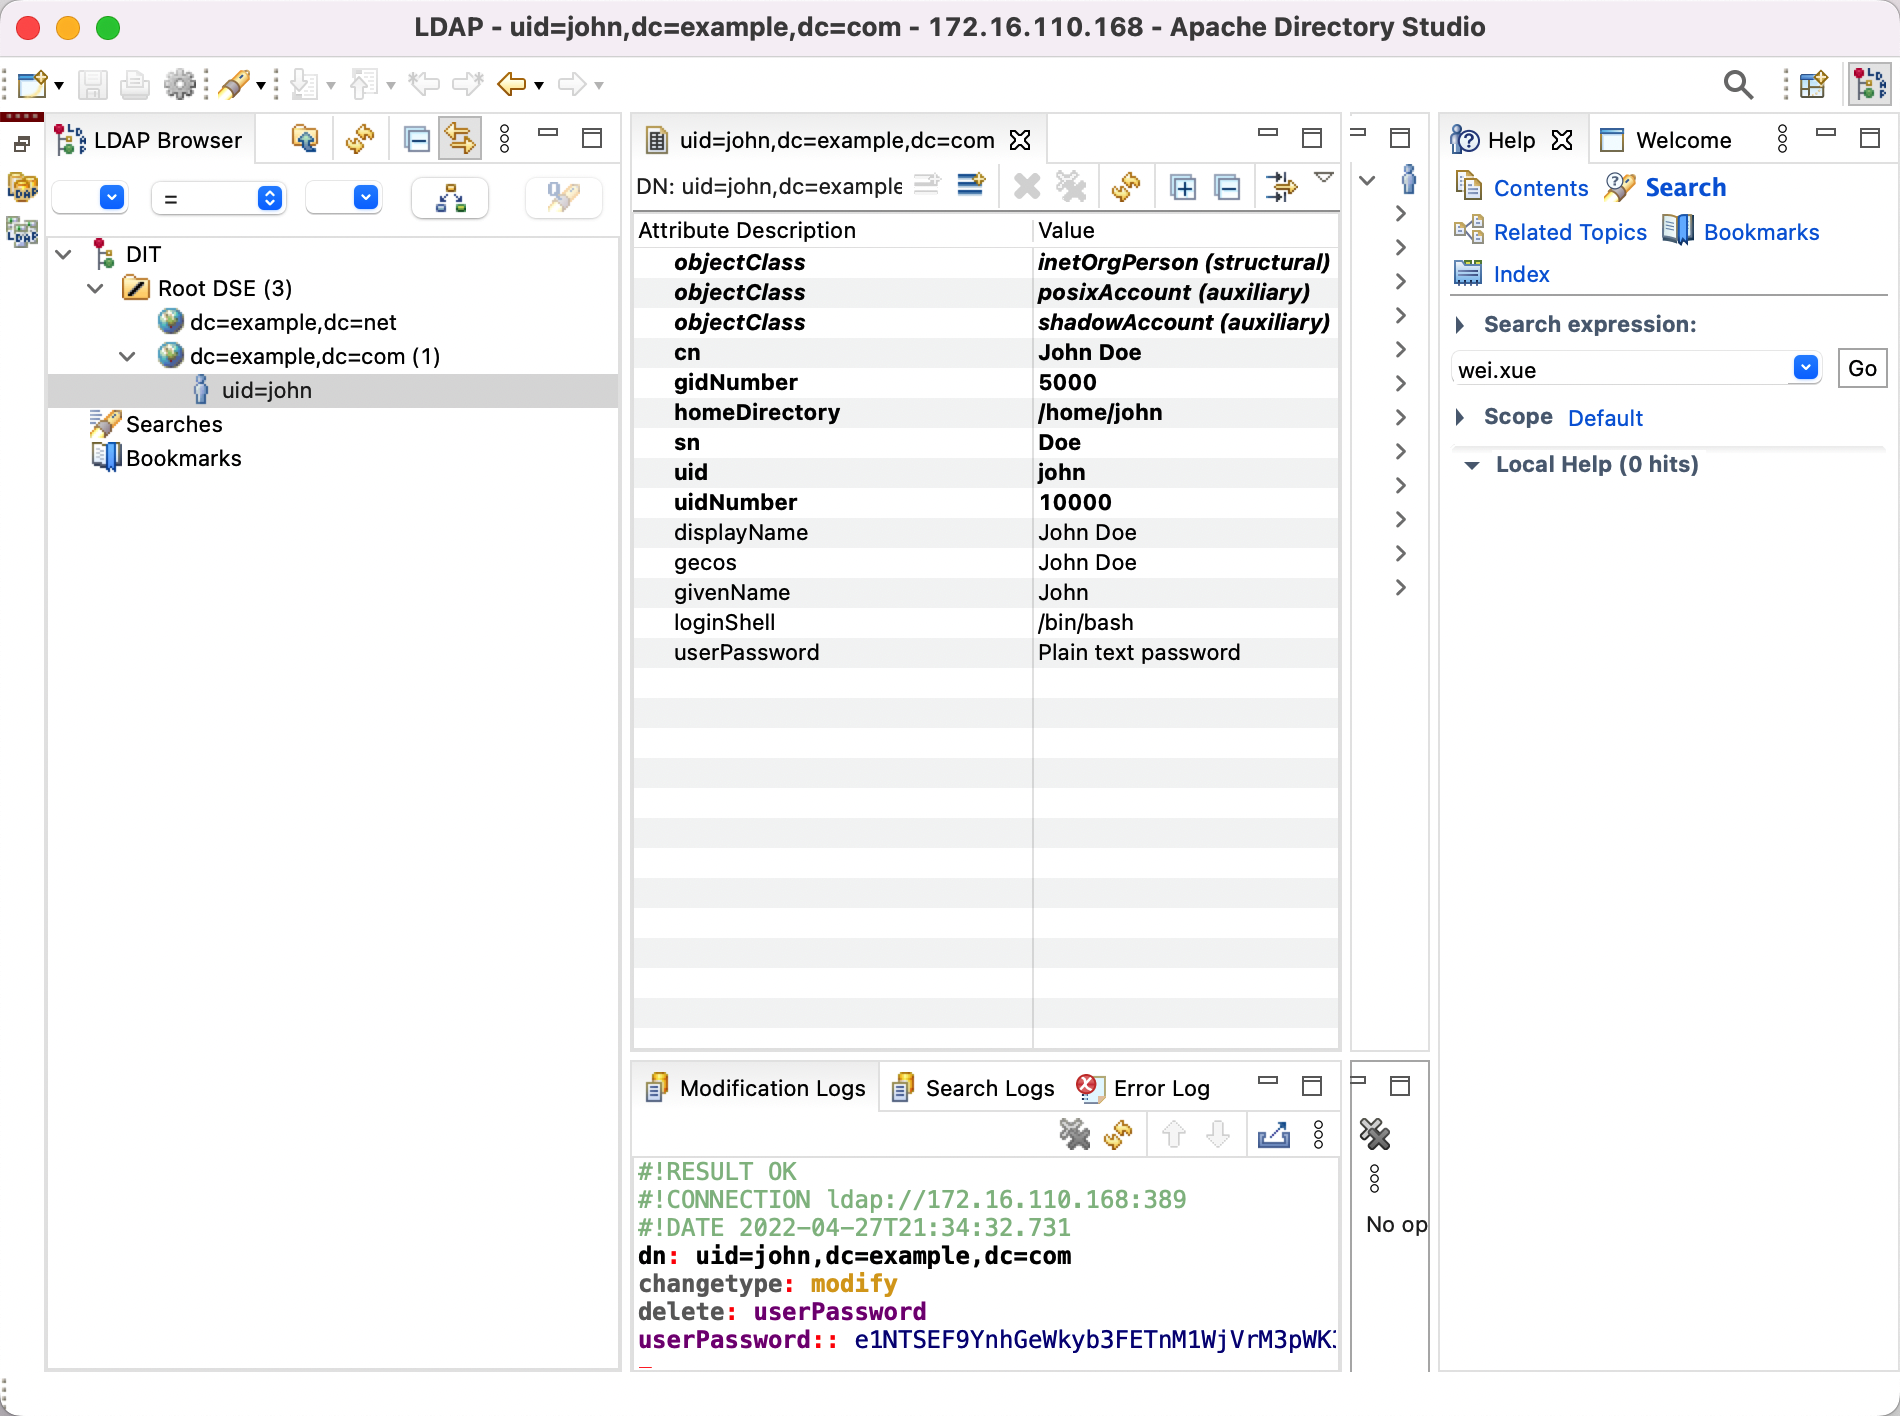 LDAP - uid=john,dc=example,dc=com - 172.16.110.168 - Apache Directory Studio
LDAP Browser
=
DIT
Root DSE (3)
dc=example,dc=net
dc=example,dc=com (1)
uid=john
Searches
Bookmarks
uid=john,dc=example,dc=com
DN: uid=john,dc=example
Attribute Description Value
objectClass inetOrgPerson (structural)
objectClass posixAccount (auxiliary)
objectClass shadowAccount (auxiliary)
cn John Doe
gidNumber 5000
homeDirectory /home/john
sn Doe
uid john
uidNumber 10000
displayName John Doe
gecos John Doe
givenName John
loginShell /bin/bash
userPassword Plain text password
Modification Logs Search Logs Error Log
#!RESULT OK
#!CONNECTION ldap://172.16.110.168:389
#!DATE 2022-04-27T21:34:32.731
dn: uid=john,dc=example,dc=com
changetype: modify
delete: userPassword
userPassword:: e1NTSEF9YnhGeWkyb3FETnM1WjVrM3pWK
No op
Help Welcome
Contents Search
Related Topics Bookmarks
Index
Search expression:
wei.xue Go
Scope Default
Local Help (0 hits)